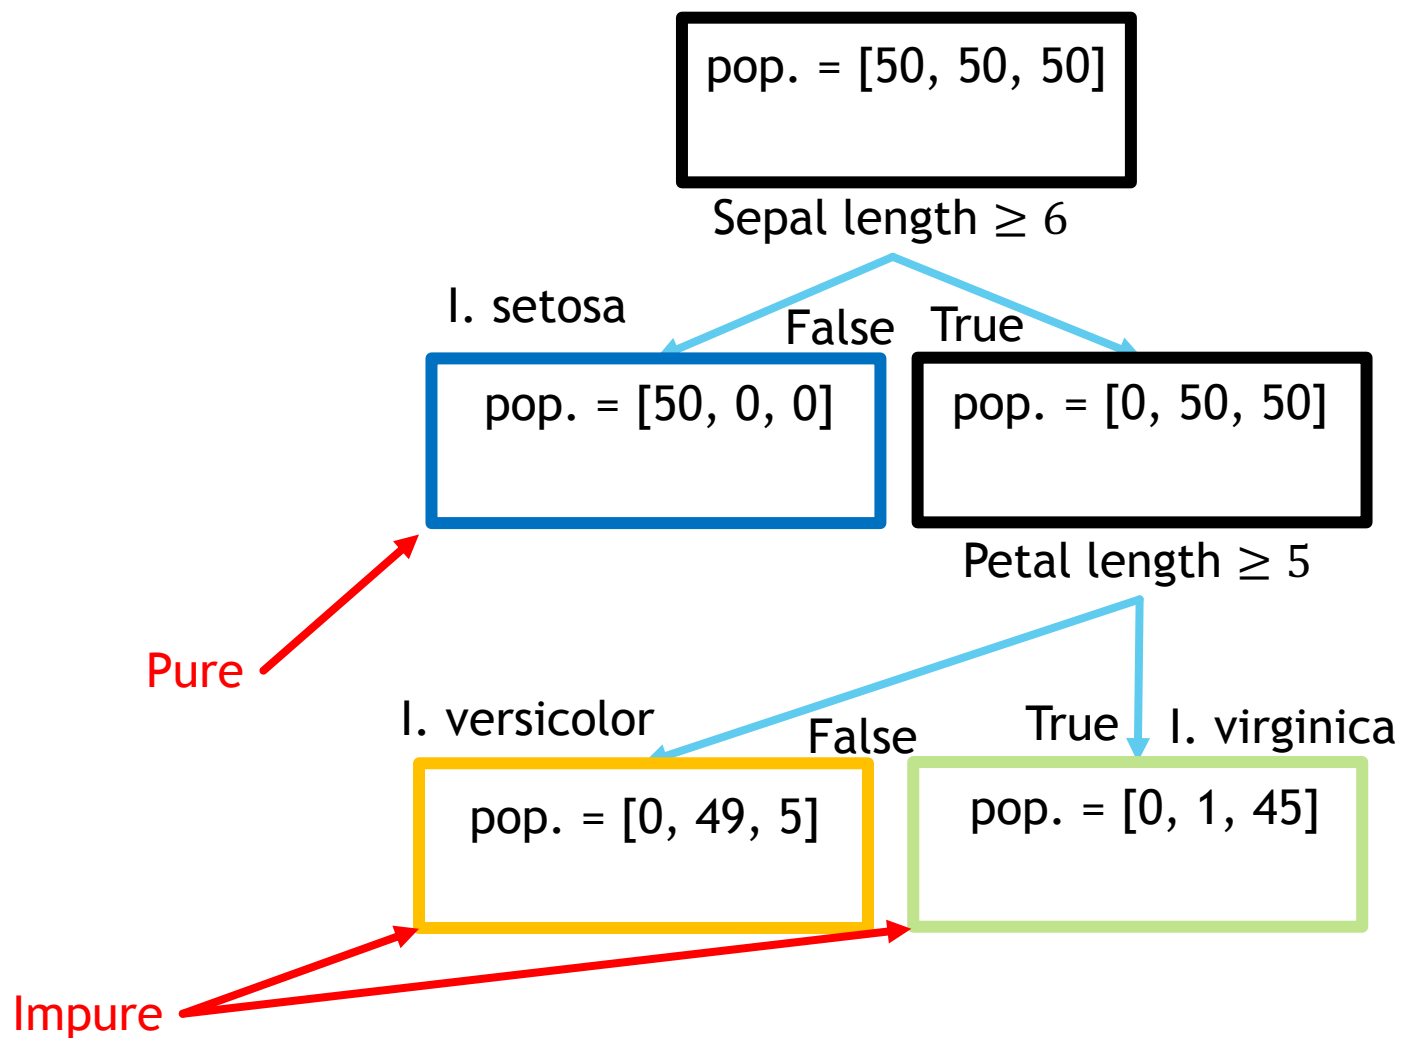 pop. = [50, 50, 50]
Sepal length ≥ 6
I. setosa
False
True
pop. = [50, 0, 0]
pop. = [0, 50, 50]
Petal length ≥ 5
Pure
I. versicolor
False
True
I. virginica
pop. = [0, 49, 5]
pop. = [0, 1, 45]
Impure